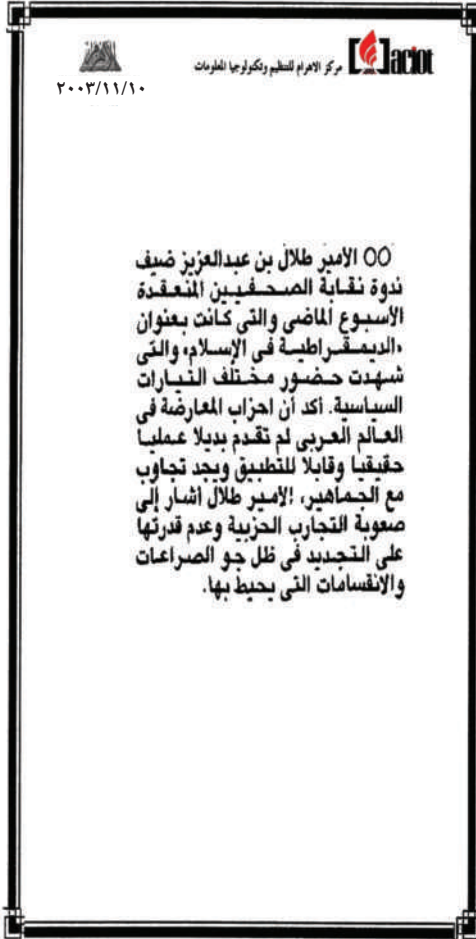 aciot مركز الاهرام للتنظيم وتكنولوجيا المعلومات
٢٠٠٣/١١/١٠
○○ الأمير طلال بن عبدالعزيز ضيف
ندوة نقابة الصحفيين المنعقدة
الأسبوع الماضى والتى كانت بعنوان
«الديمقراطية فى الإسلام» والتى
شهدت حضور مختلف التيارات
السياسية. أكد أن احزاب المعارضة فى
العالم العربى لم تقدم بديلا عمليا
حقيقيا وقابلا للتطبيق ويجد تجاوب
مع الجماهير، الأمير طلال أشار إلى
صعوبة التجارب الحزبية وعدم قدرتها
على التجديد فى ظل جو الصراعات
والانقسامات التى يحيط بها.